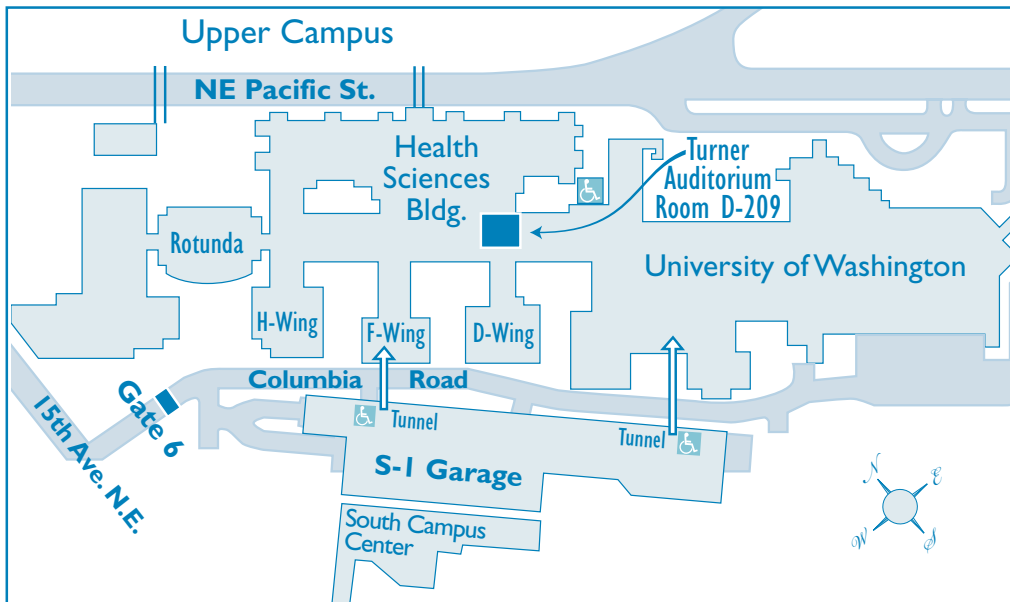 Upper Campus
NE Pacific St.
Health
Sciences
Bldg.
Turner
Auditorium
Room D-209
Rotunda
University of Washington
H-Wing
F-Wing
D-Wing
Columbia Road
Gate 6
15th Ave. N.E.
Tunnel
Tunnel
S-1 Garage
South Campus
Center
N
E
W
S